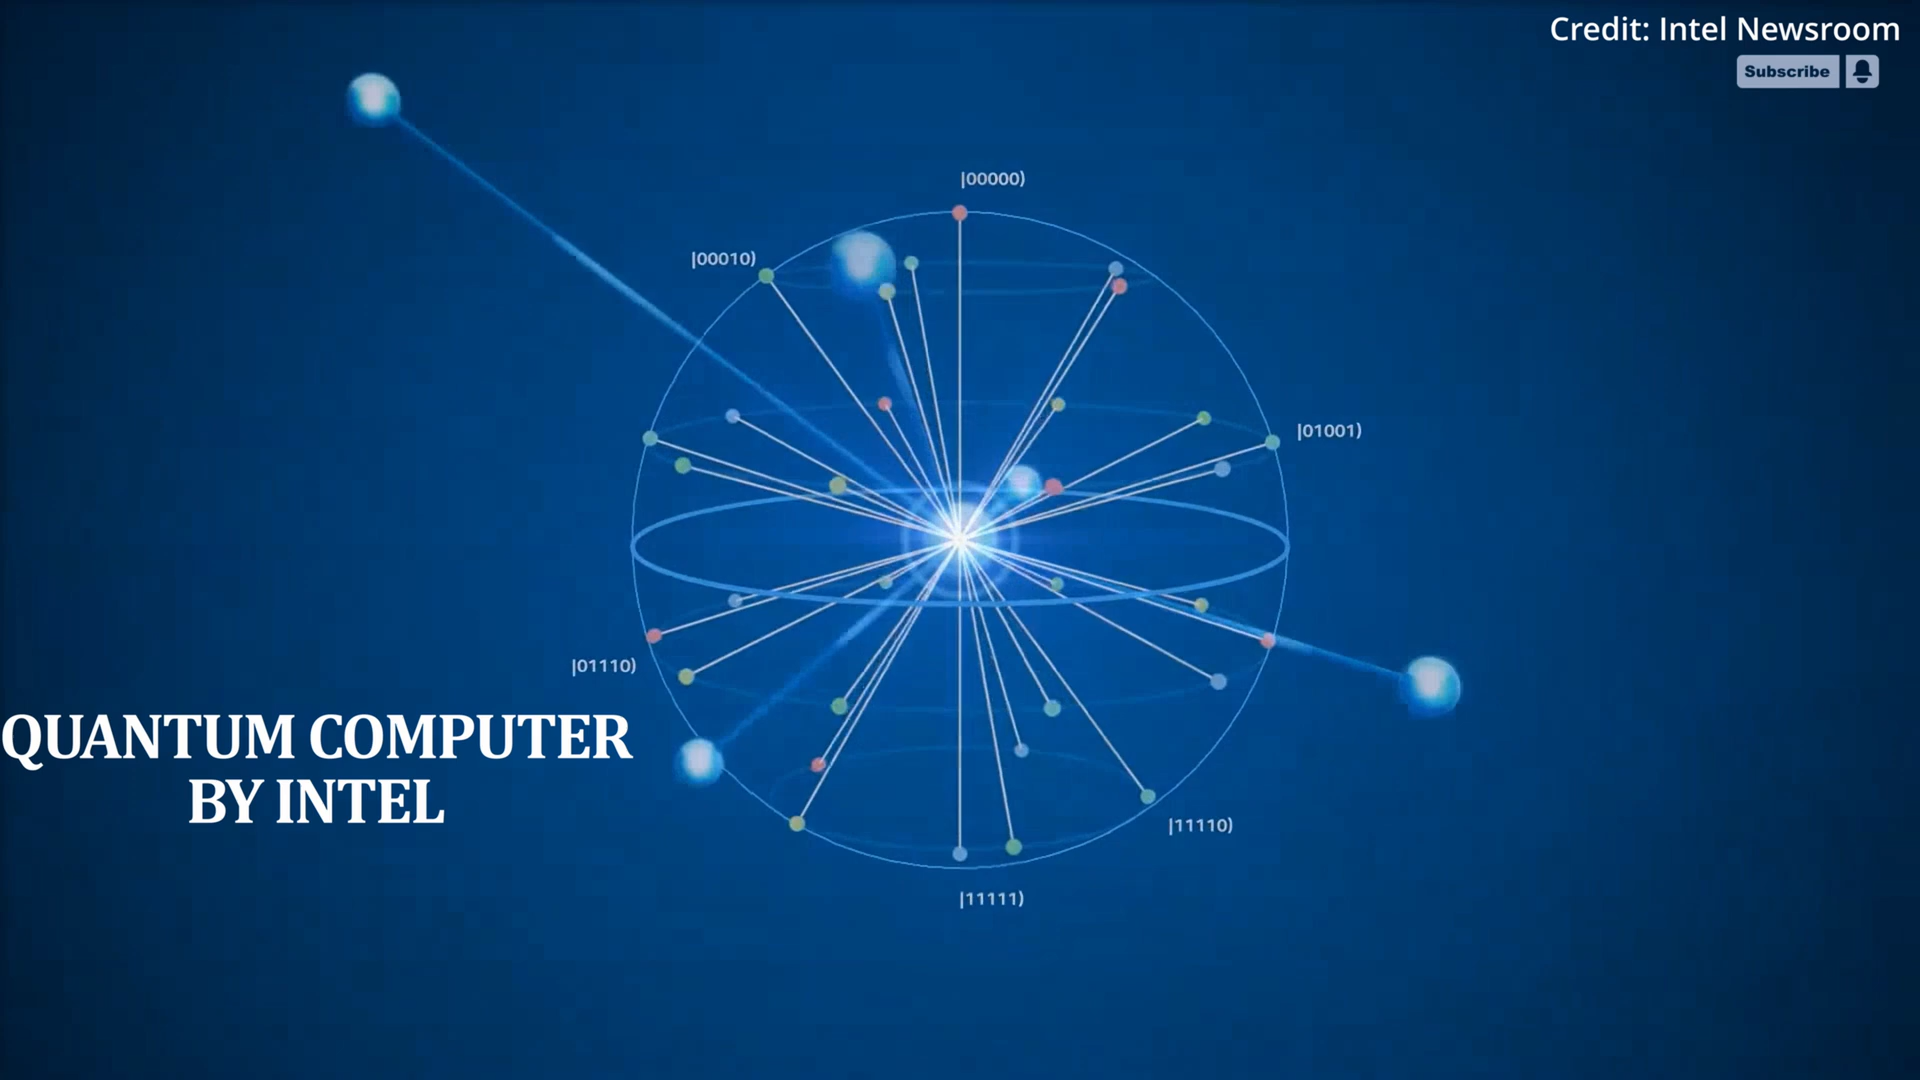 Credit: Intel Newsroom
Subscribe
|00000)
|00010)
|01001)
|01110)
QUANTUM COMPUTER
BY INTEL
|11110)
|11111)